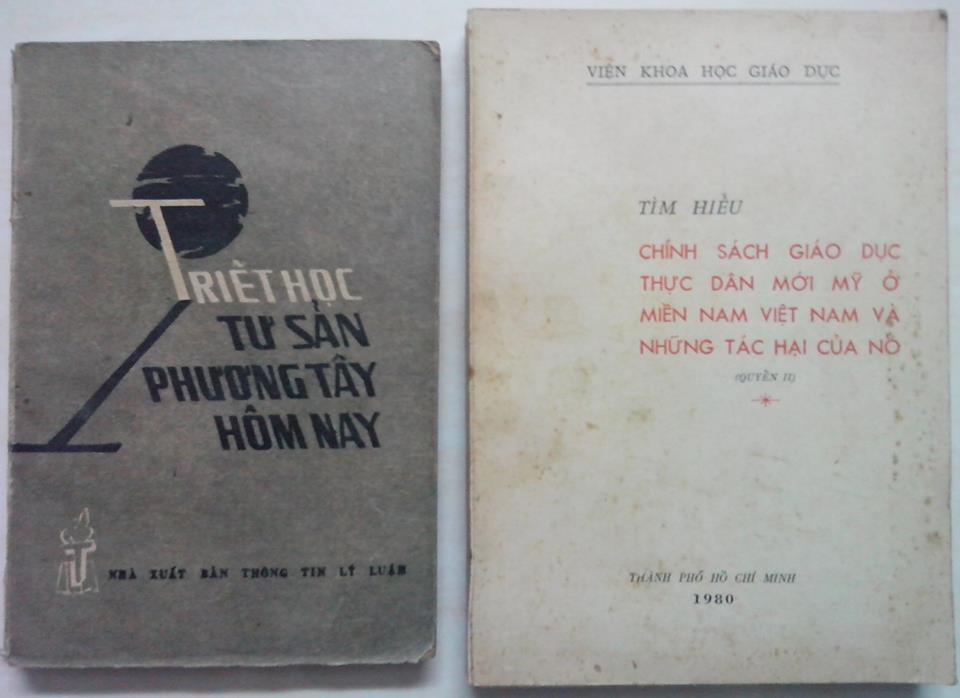 TRIẾT HỌC
TƯ SẢN
PHƯƠNG TÂY
HÔM NAY
NHÀ XUẤT BẢN THÔNG TIN LÝ LUẬN
VIỆN KHOA HỌC GIÁO DỤC
TÌM HIỂU
CHÍNH SÁCH GIÁO DỤC
THỰC DÂN MỚI MỸ Ở
MIỀN NAM VIỆT NAM VÀ
NHỮNG TÁC HẠI CỦA NÓ
(QUYỂN II)
THÀNH PHỐ HỒ CHÍ MINH
1980